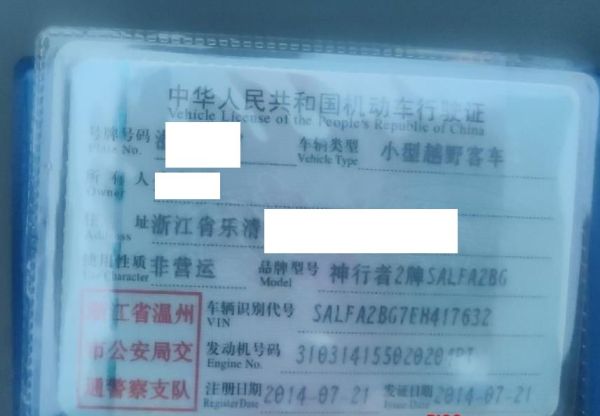 中华人民共和国机动车行驶证
Vehicle License of the People's Republic of China
号牌号码 车辆类型 小型越野客车
Plate No. Vehicle Type
所有人
Owner
住 址 浙江省乐清
Address
使用性质 非营运 品牌型号 神行者2牌SALFA2BG
Use Character Model
浙江省温州 车辆识别代号 SALFA2BG7EH417632
VIN
市公安局交 发动机号码 310314155020204PT
Engine No.
通警察支队 注册日期 2014-07-21 发证日期 2014-07-21
Register Date Issue Date